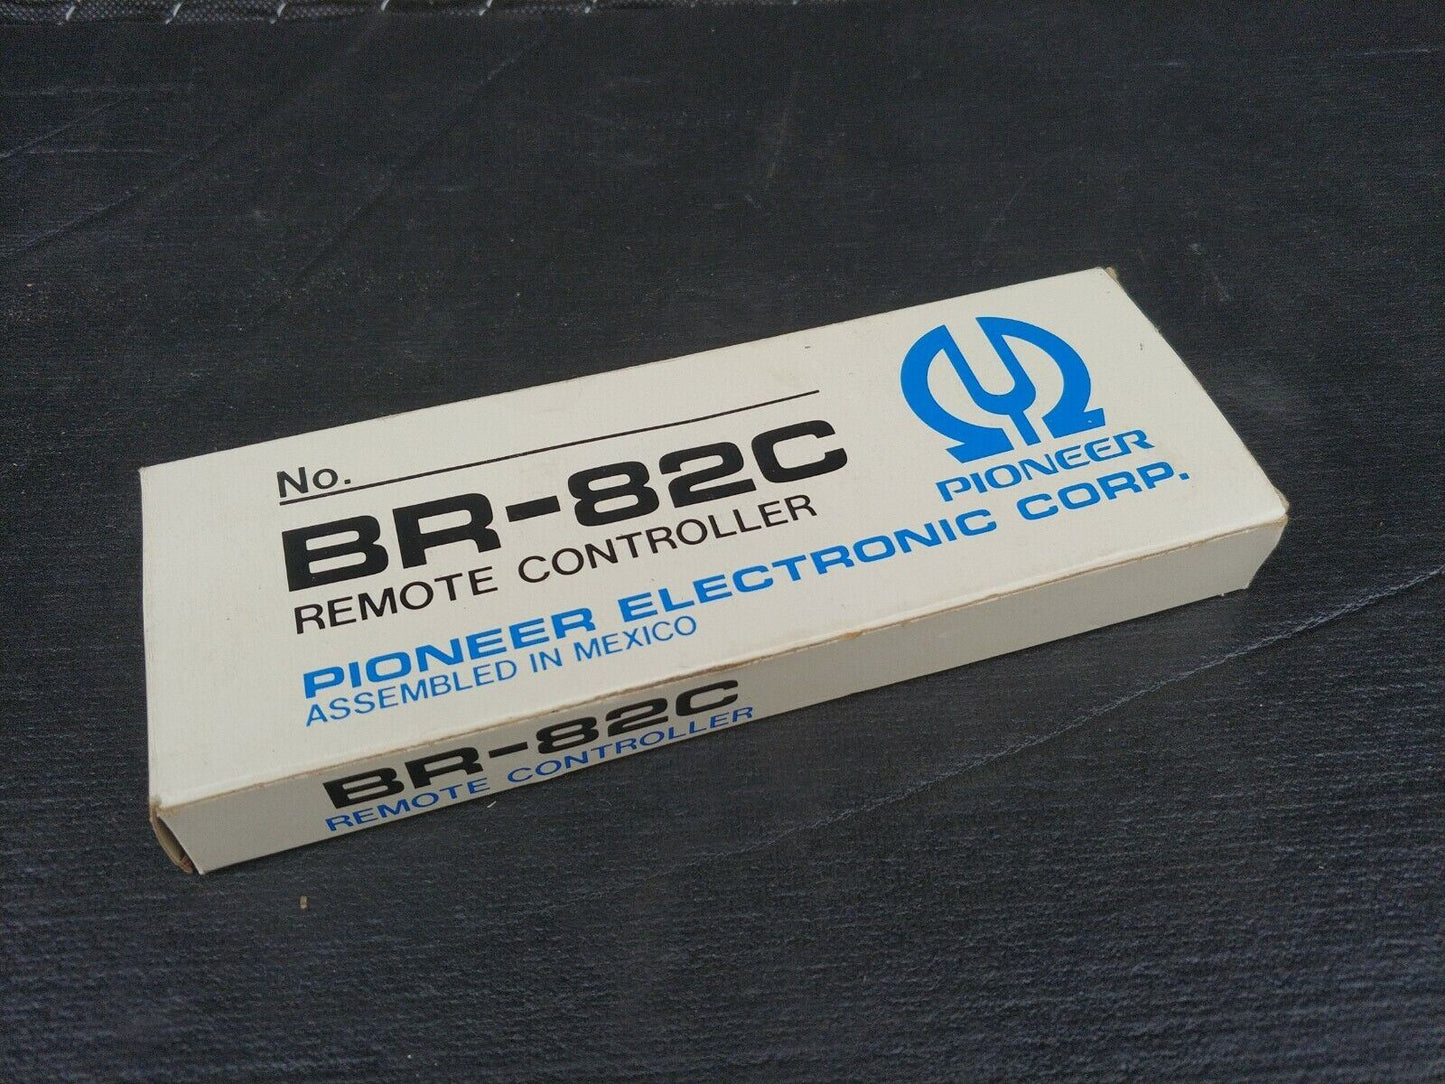 No.
BR-82C
REMOTE CONTROLLER
PIONEER
PIONEER ELECTRONIC CORP.
ASSEMBLED IN MEXICO
BR-82C
REMOTE CONTROLLER